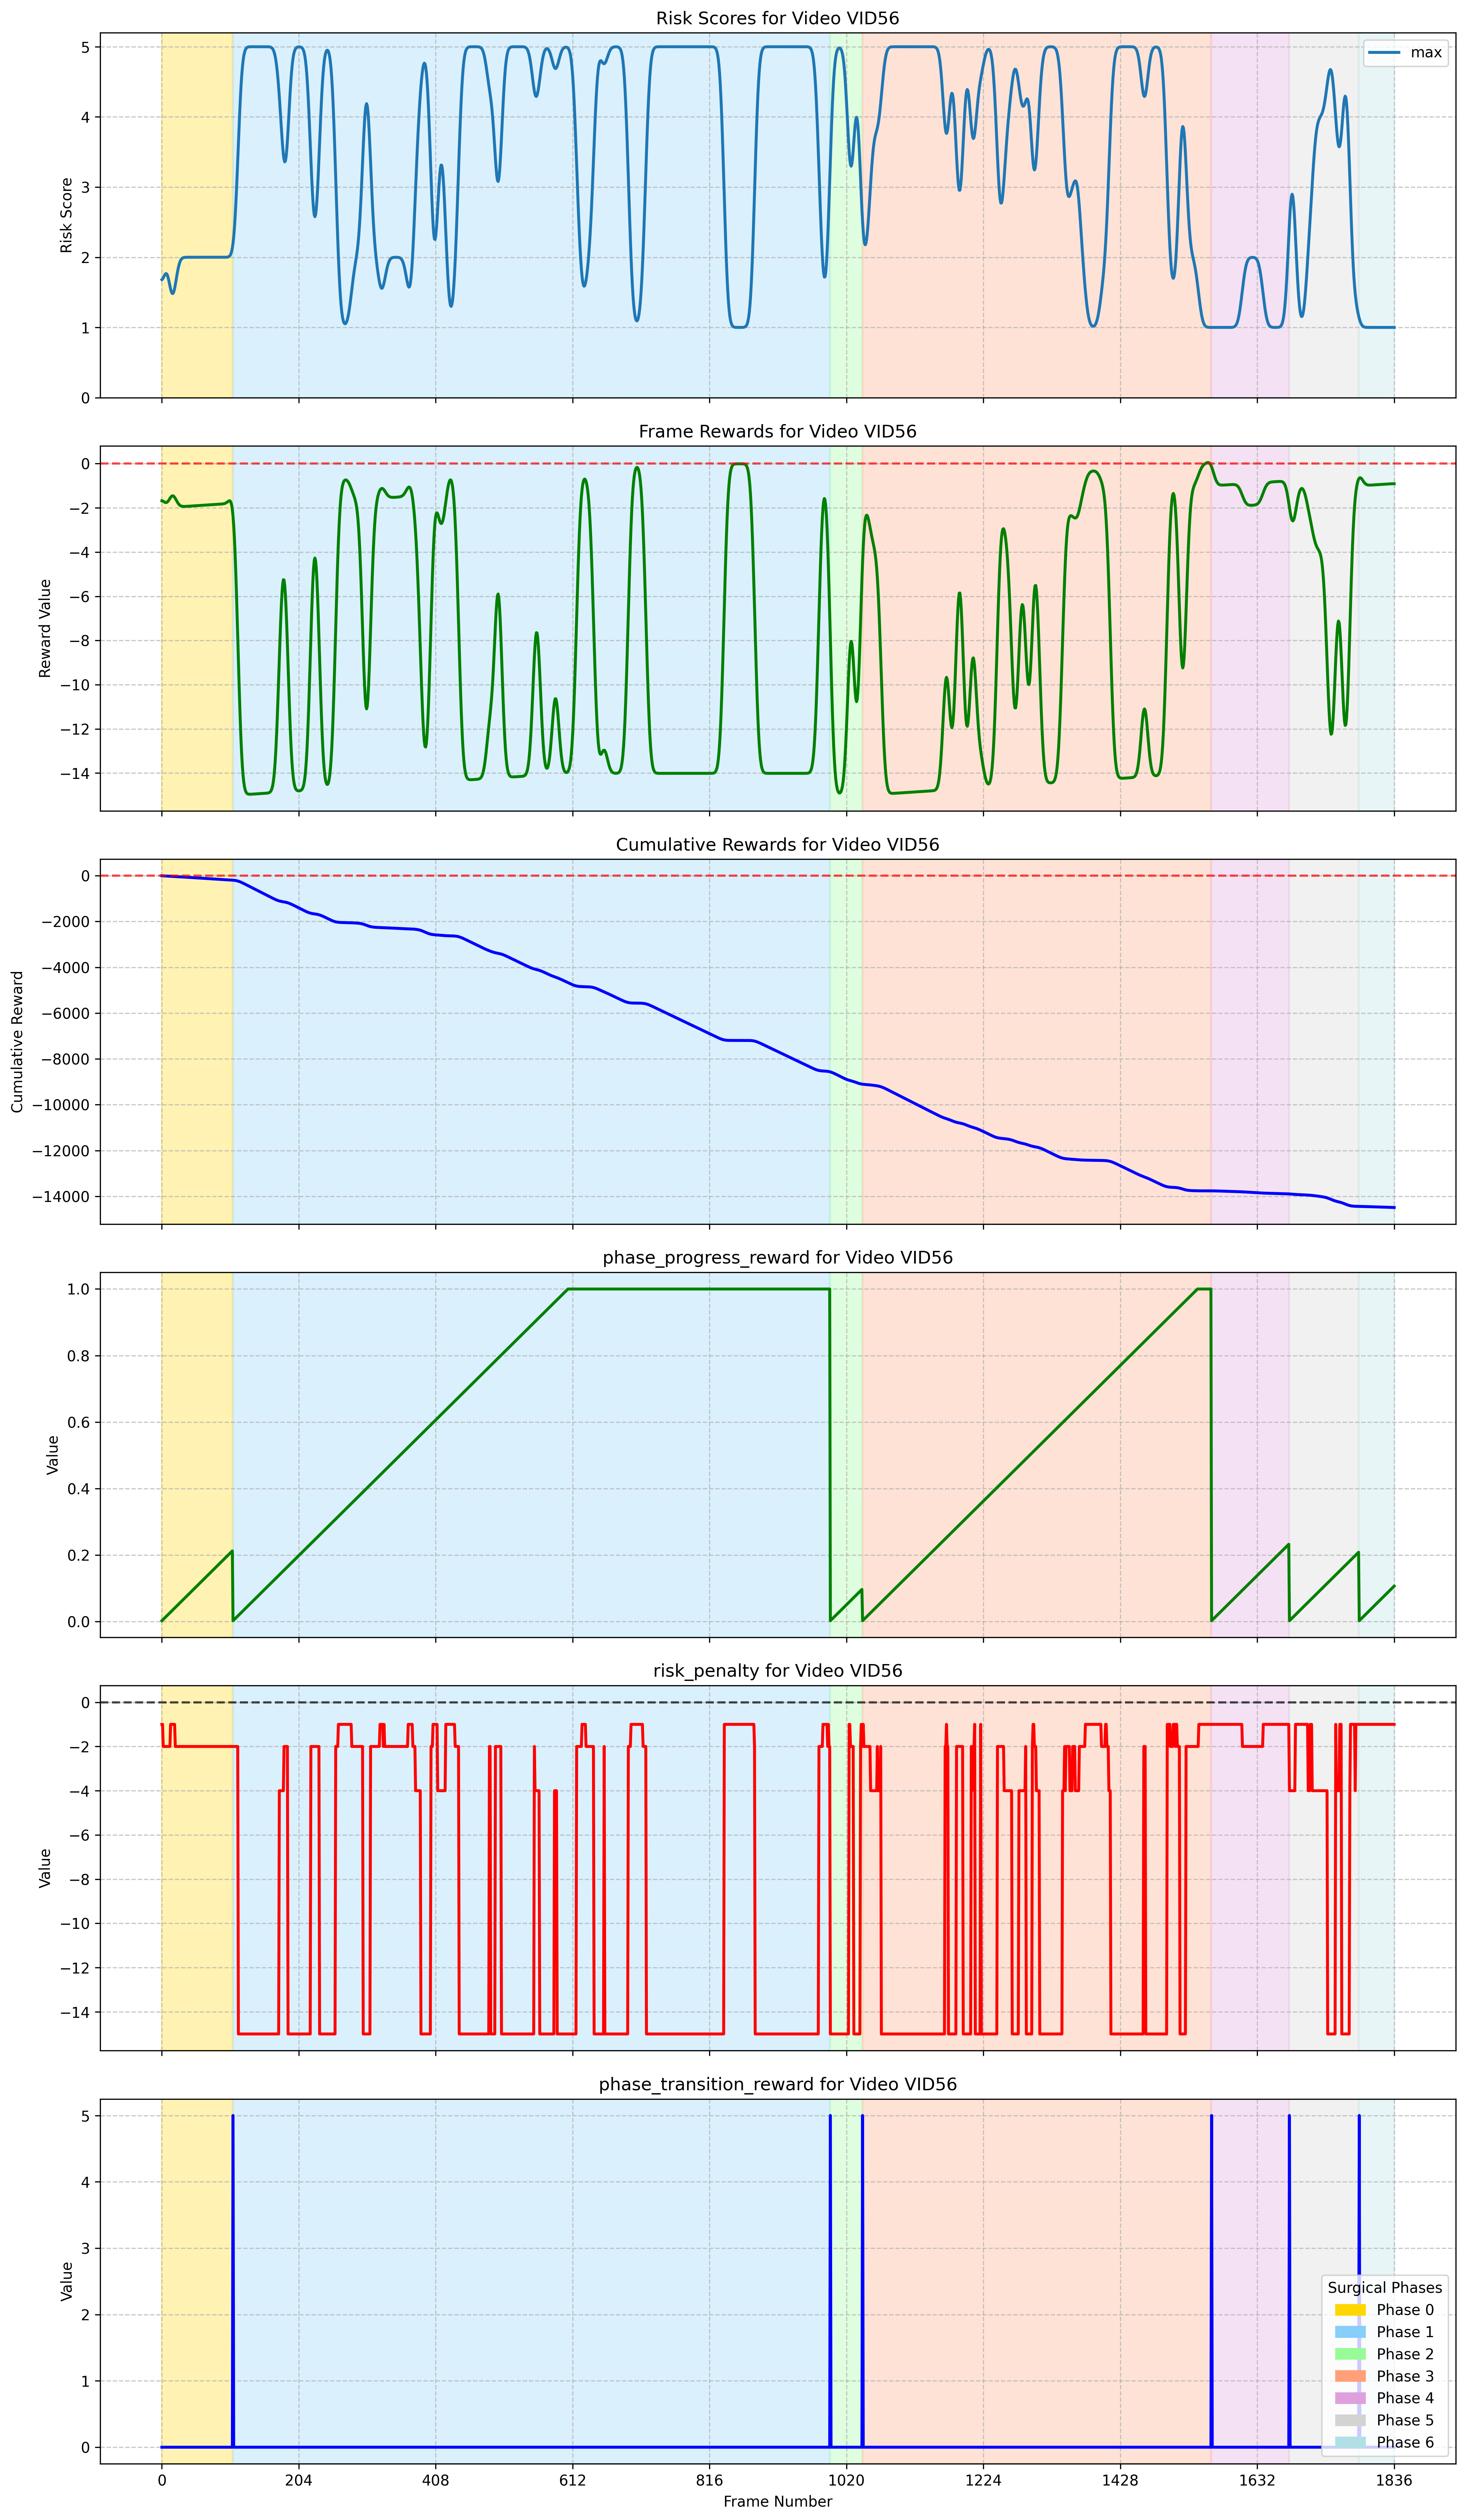 Risk Scores for Video VID56
max
5
4
3
2
1
0
Risk Score
Frame Rewards for Video VID56
0
−2
−4
−6
−8
−10
−12
−14
Reward Value
Cumulative Rewards for Video VID56
0
−2000
−4000
−6000
−8000
−10000
−12000
−14000
Cumulative Reward
phase_progress_reward for Video VID56
1.0
0.8
0.6
0.4
0.2
0.0
Value
risk_penalty for Video VID56
0
−2
−4
−6
−8
−10
−12
−14
Value
phase_transition_reward for Video VID56
5
4
3
2
1
0
Value
Surgical Phases
Phase 0
Phase 1
Phase 2
Phase 3
Phase 4
Phase 5
Phase 6
0 204 408 612 816 1020 1224 1428 1632 1836
Frame Number